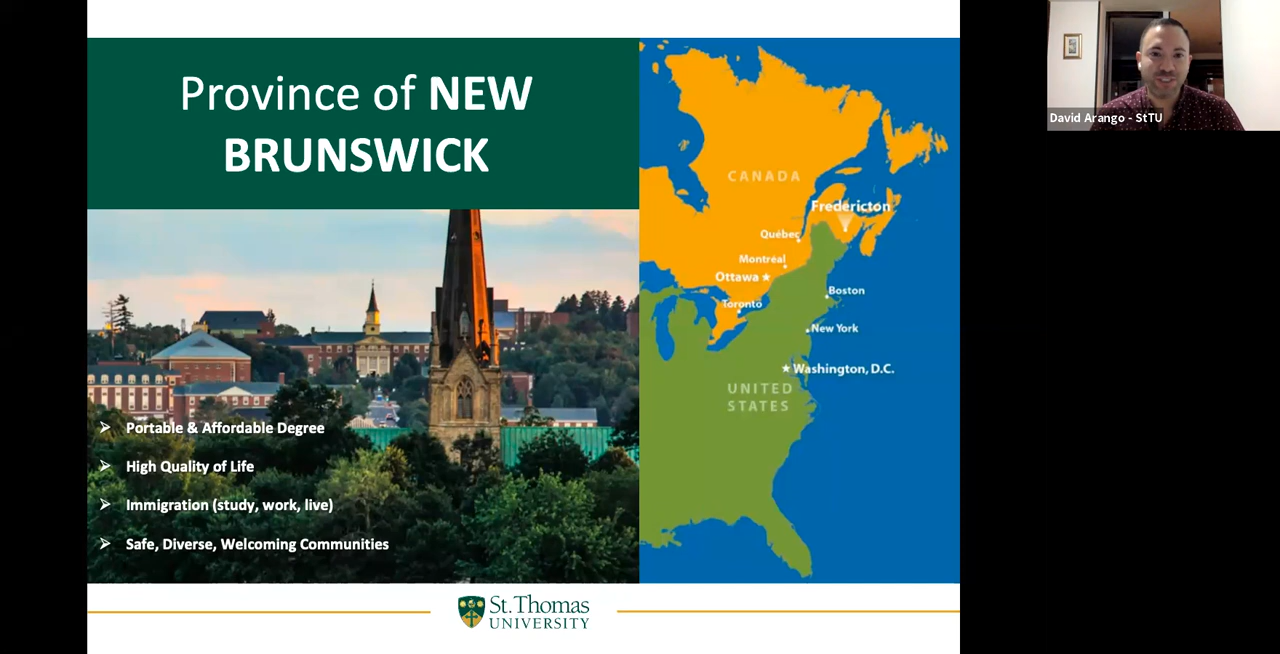 Province of NEW
BRUNSWICK
Portable & Affordable Degree
High Quality of Life
Immigration (study, work, live)
Safe, Diverse, Welcoming Communities
CANADA
Fredericton
Québec
Montréal
Ottawa
Toronto
Boston
New York
Washington, D.C.
UNITED
STATES
St. Thomas
UNIVERSITY
David Arango - StTU